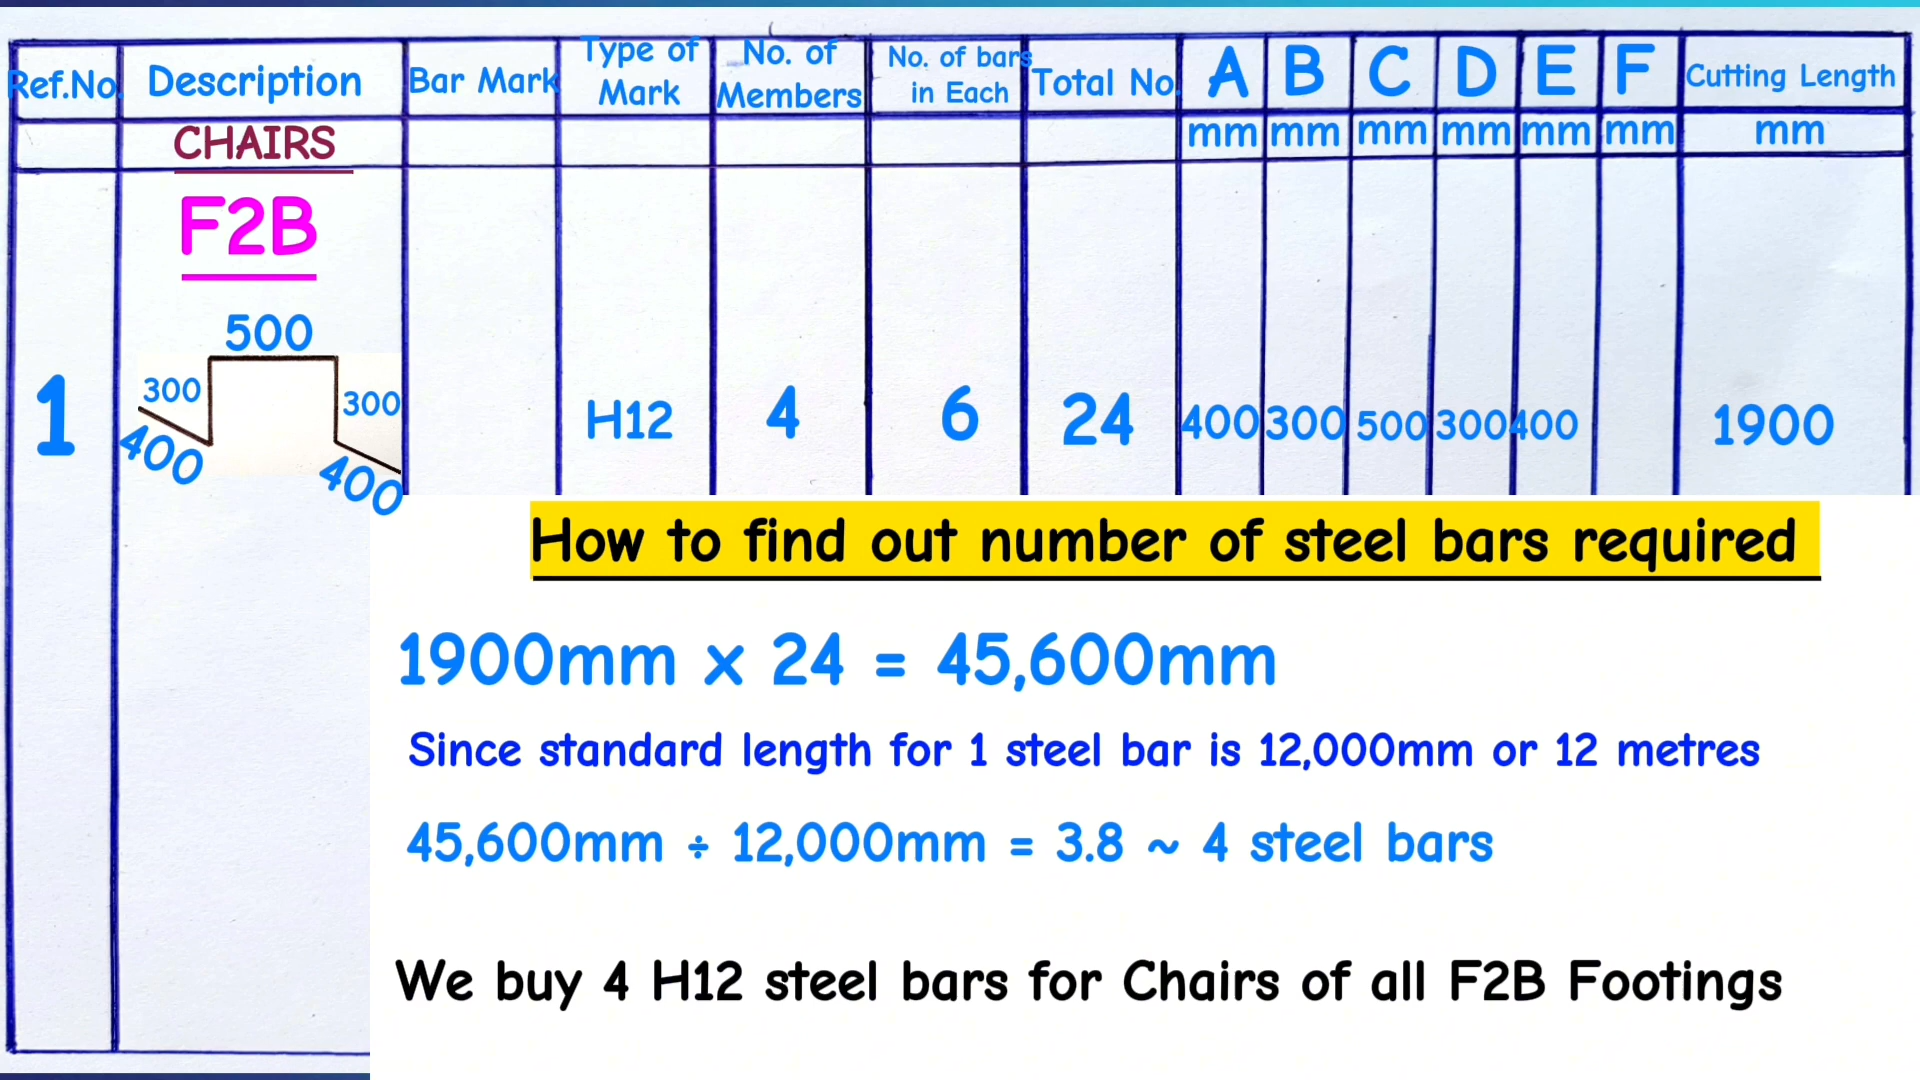 Ref.No. Description Bar Mark Type of Mark No. of Members No. of bars in Each Total No. A B C D E F Cutting Length
CHAIRS mm mm mm mm mm mm mm
F2B
500
300 300
400 400
1 H12 4 6 24 400 300 500 300 400 1900
How to find out number of steel bars required
1900mm x 24 = 45,600mm
Since standard length for 1 steel bar is 12,000mm or 12 metres
45,600mm ÷ 12,000mm = 3.8 ~ 4 steel bars
We buy 4 H12 steel bars for Chairs of all F2B Footings